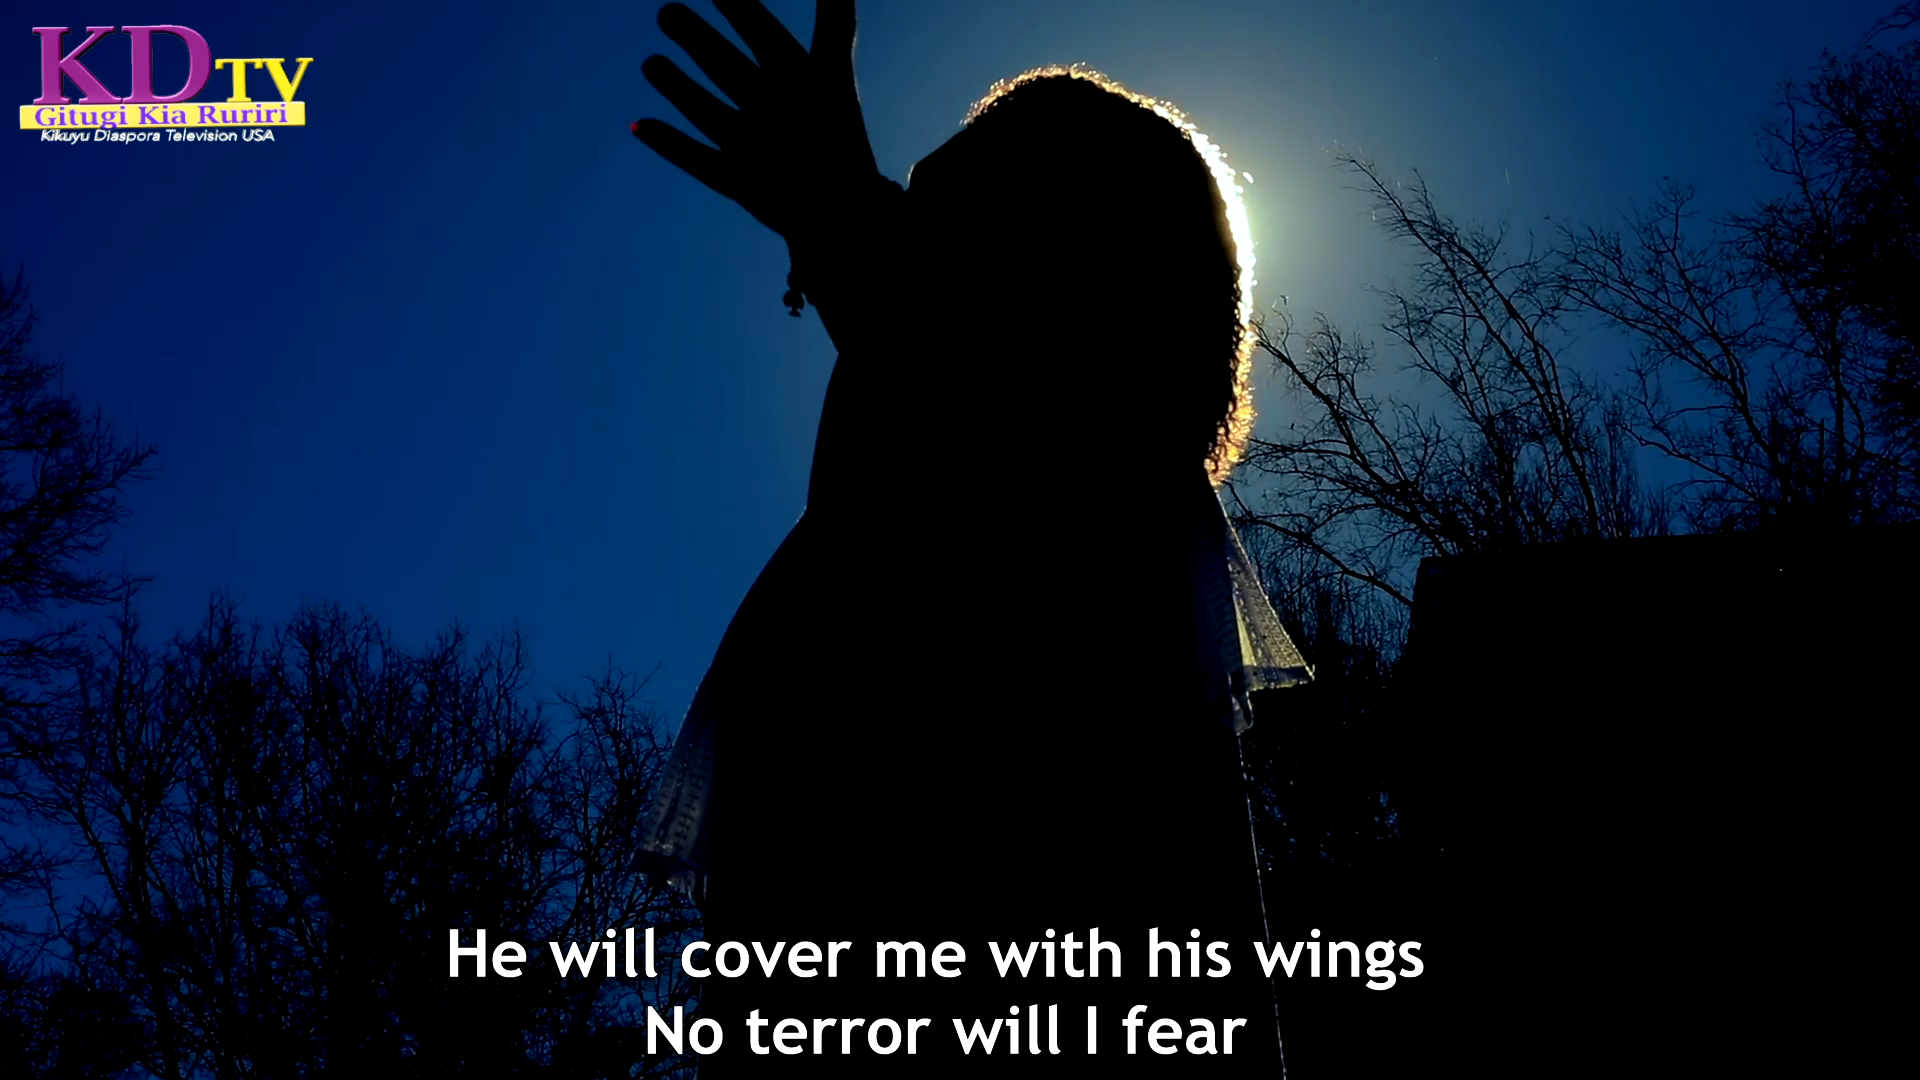 KDTV
Gitugi Kia Ruriri
Kikuyu Diaspora Television USA
He will cover me with his wings
No terror will I fear